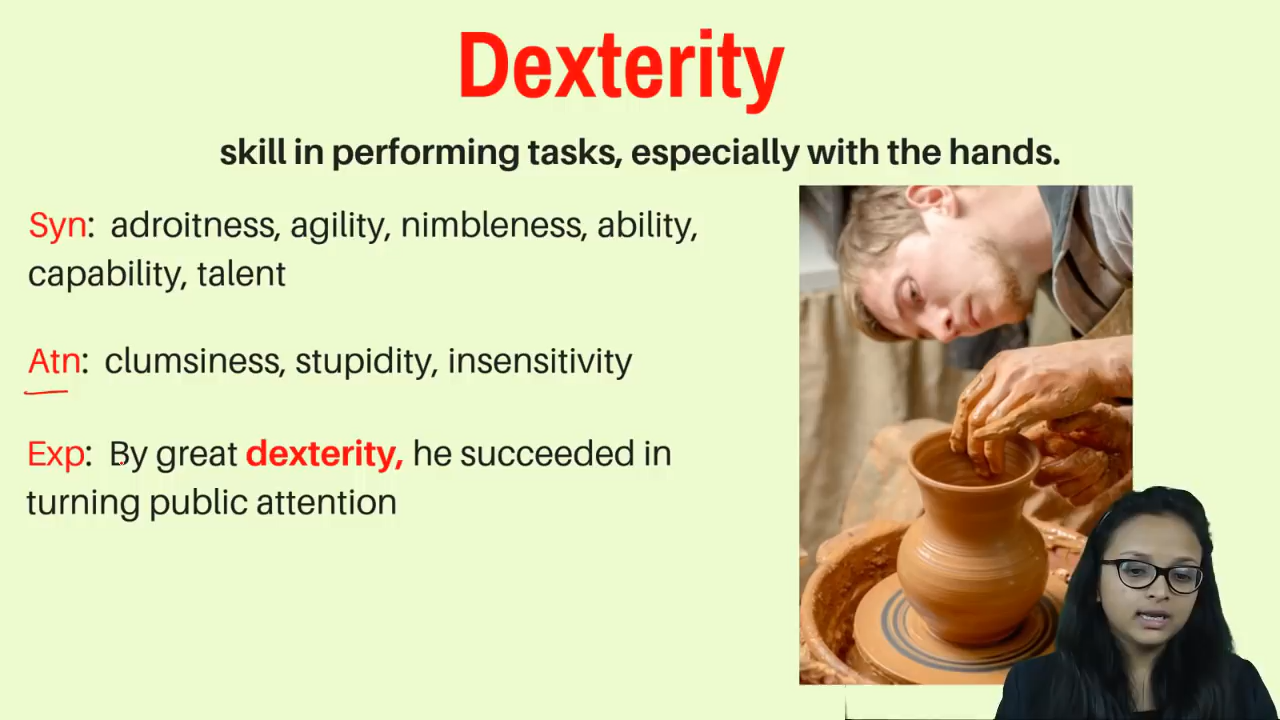 Dexterity
skill in performing tasks, especially with the hands.
Syn: adroitness, agility, nimbleness, ability,
capability, talent
Atn: clumsiness, stupidity, insensitivity
Exp: By great dexterity, he succeeded in
turning public attention